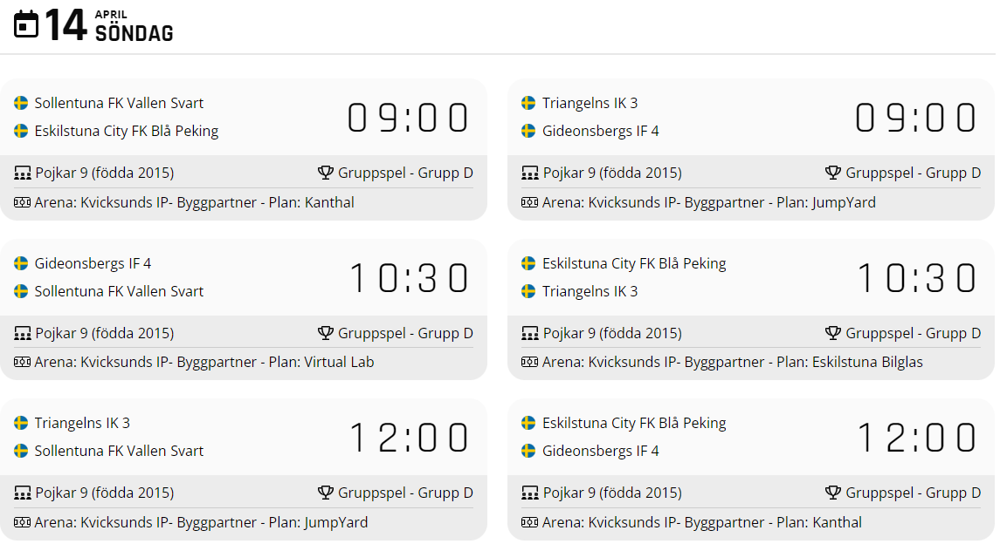 14 APRIL
SÖNDAG
Sollentuna FK Vallen Svart
Eskilstuna City FK Blå Peking
09:00
Pojkar 9 (födda 2015) Gruppspel - Grupp D
Arena: Kvicksunds IP- Byggpartner - Plan: Kanthal
Triangelns IK 3
Gideonsbergs IF 4
09:00
Pojkar 9 (födda 2015) Gruppspel - Grupp D
Arena: Kvicksunds IP- Byggpartner - Plan: JumpYard
Gideonsbergs IF 4
Sollentuna FK Vallen Svart
10:30
Pojkar 9 (födda 2015) Gruppspel - Grupp D
Arena: Kvicksunds IP- Byggpartner - Plan: Virtual Lab
Eskilstuna City FK Blå Peking
Triangelns IK 3
10:30
Pojkar 9 (födda 2015) Gruppspel - Grupp D
Arena: Kvicksunds IP- Byggpartner - Plan: Eskilstuna Bilglas
Triangelns IK 3
Sollentuna FK Vallen Svart
12:00
Pojkar 9 (födda 2015) Gruppspel - Grupp D
Arena: Kvicksunds IP- Byggpartner - Plan: JumpYard
Eskilstuna City FK Blå Peking
Gideonsbergs IF 4
12:00
Pojkar 9 (födda 2015) Gruppspel - Grupp D
Arena: Kvicksunds IP- Byggpartner - Plan: Kanthal